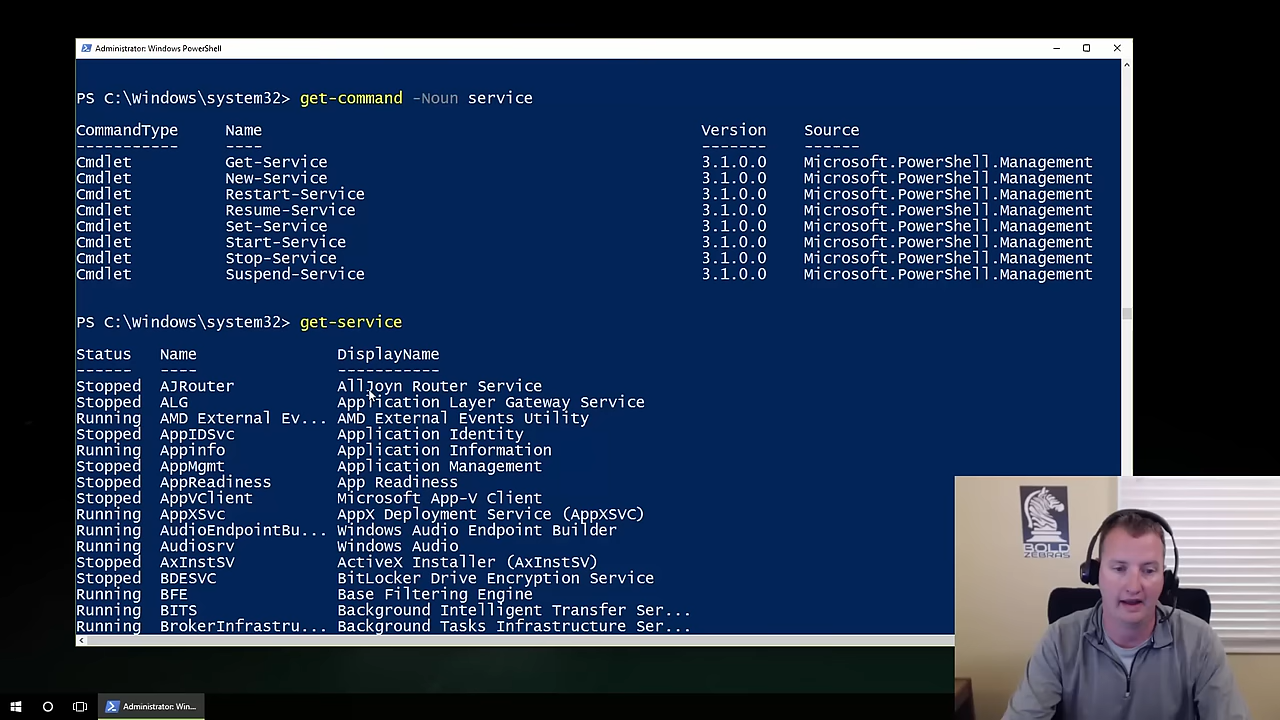 Administrator: Windows PowerShell
PS C:\Windows\system32> get-command -Noun service
CommandType Name Version Source
----------- ---- ------- ------
Cmdlet Get-Service 3.1.0.0 Microsoft.PowerShell.Management
Cmdlet New-Service 3.1.0.0 Microsoft.PowerShell.Management
Cmdlet Restart-Service 3.1.0.0 Microsoft.PowerShell.Management
Cmdlet Resume-Service 3.1.0.0 Microsoft.PowerShell.Management
Cmdlet Set-Service 3.1.0.0 Microsoft.PowerShell.Management
Cmdlet Start-Service 3.1.0.0 Microsoft.PowerShell.Management
Cmdlet Stop-Service 3.1.0.0 Microsoft.PowerShell.Management
Cmdlet Suspend-Service 3.1.0.0 Microsoft.PowerShell.Management
PS C:\Windows\system32> get-service
Status Name DisplayName
------ ---- -----------
Stopped AJRouter AllJoyn Router Service
Stopped ALG Application Layer Gateway Service
Running AMD External Ev... AMD External Events Utility
Stopped AppIDSvc Application Identity
Running Appinfo Application Information
Stopped AppMgmt Application Management
Stopped AppReadiness App Readiness
Stopped AppVClient Microsoft App-V Client
Running AppXSvc AppX Deployment Service (AppXSVC)
Running AudioEndpointBu... Windows Audio Endpoint Builder
Running Audiosrv Windows Audio
Stopped AxInstSV ActiveX Installer (AxInstSV)
Stopped BDESVC BitLocker Drive Encryption Service
Running BFE Base Filtering Engine
Running BITS Background Intelligent Transfer Ser...
Running BrokerInfrastru... Background Tasks Infrastructure Ser...
BOLD
ZEBRAS
Administrator: Win...